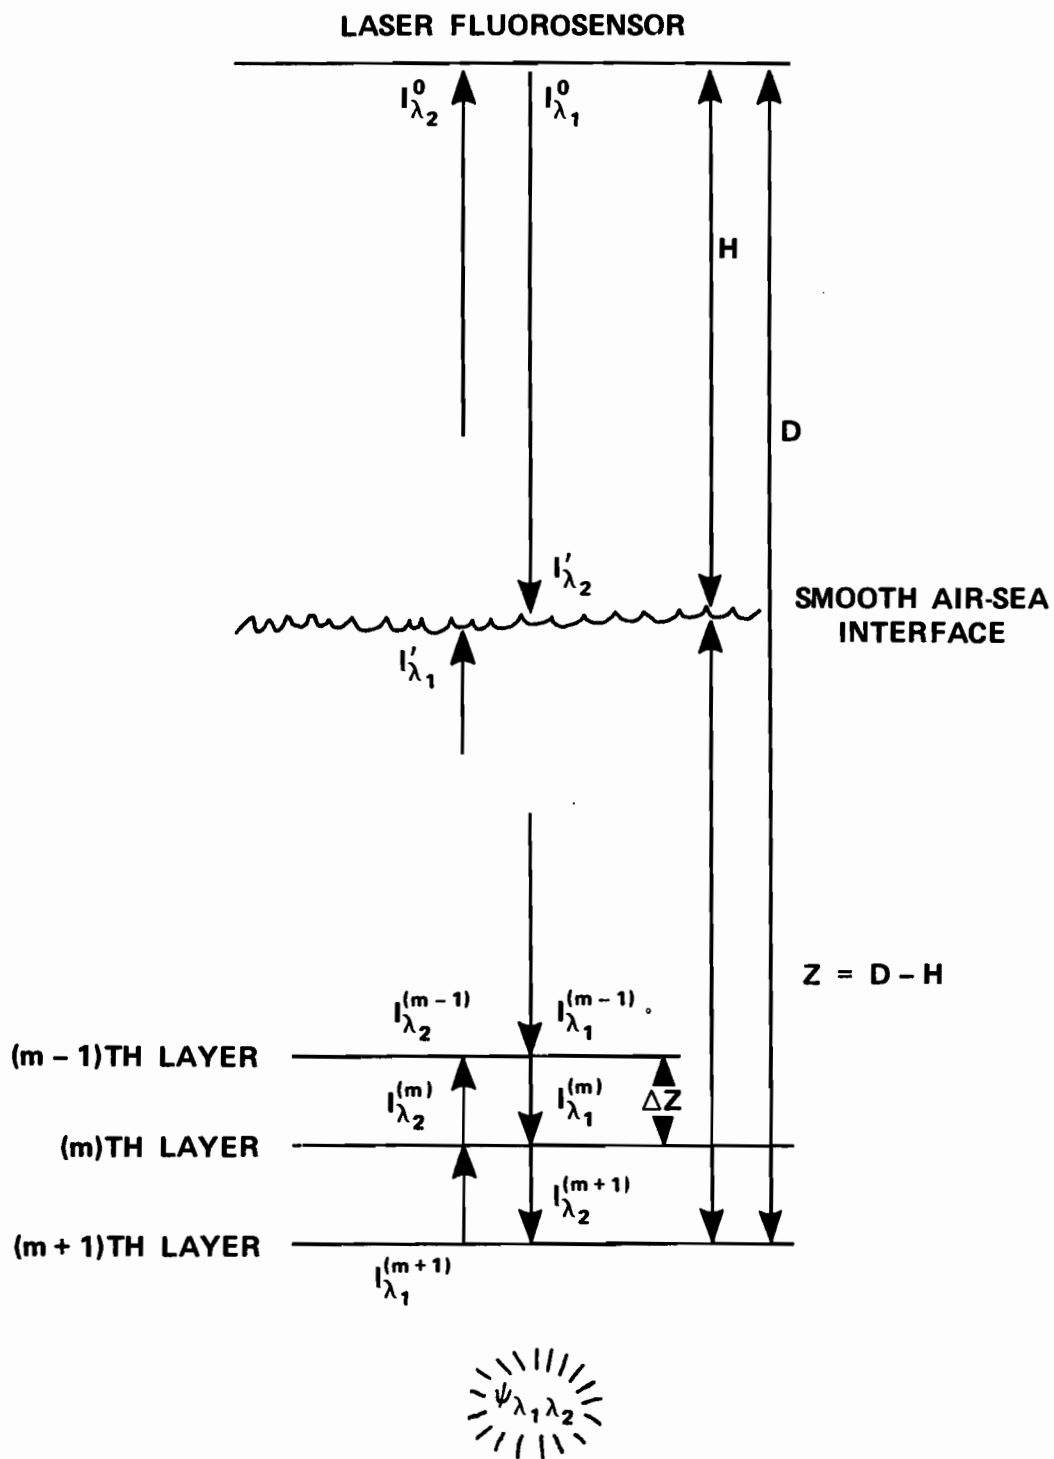 LASER FLUOROSENSOR
I⁰λ₂ I⁰λ₁
H
D
I′λ₂
SMOOTH AIR-SEA
INTERFACE
I′λ₁
Z = D – H
I(m – 1)λ₂ I(m – 1)λ₁
(m – 1)TH LAYER
I(m)λ₂ I(m)λ₁ ΔZ
(m)TH LAYER
I(m + 1)λ₂
(m + 1)TH LAYER
I(m + 1)λ₁
ψλ₁λ₂